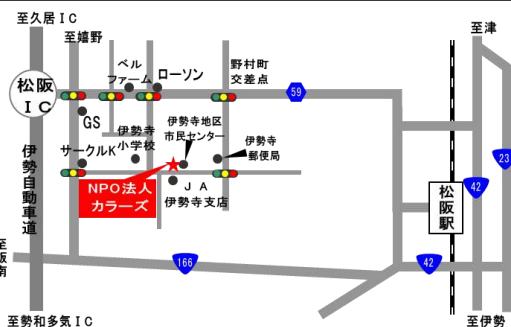 至久居ＩＣ
至嬉野
至津
ベル
ファーム
ローソン
野村町
交差点
松阪
ＩＣ
59
GS
伊勢寺
小学校
伊勢寺地区
市民センター
伊勢寺
郵便局
サークルK
23
伊勢自動車道
NPO法人
カラーズ
ＪＡ
伊勢寺支店
松阪駅
42
至飯南
166
42
至勢和多気ＩＣ
至伊勢